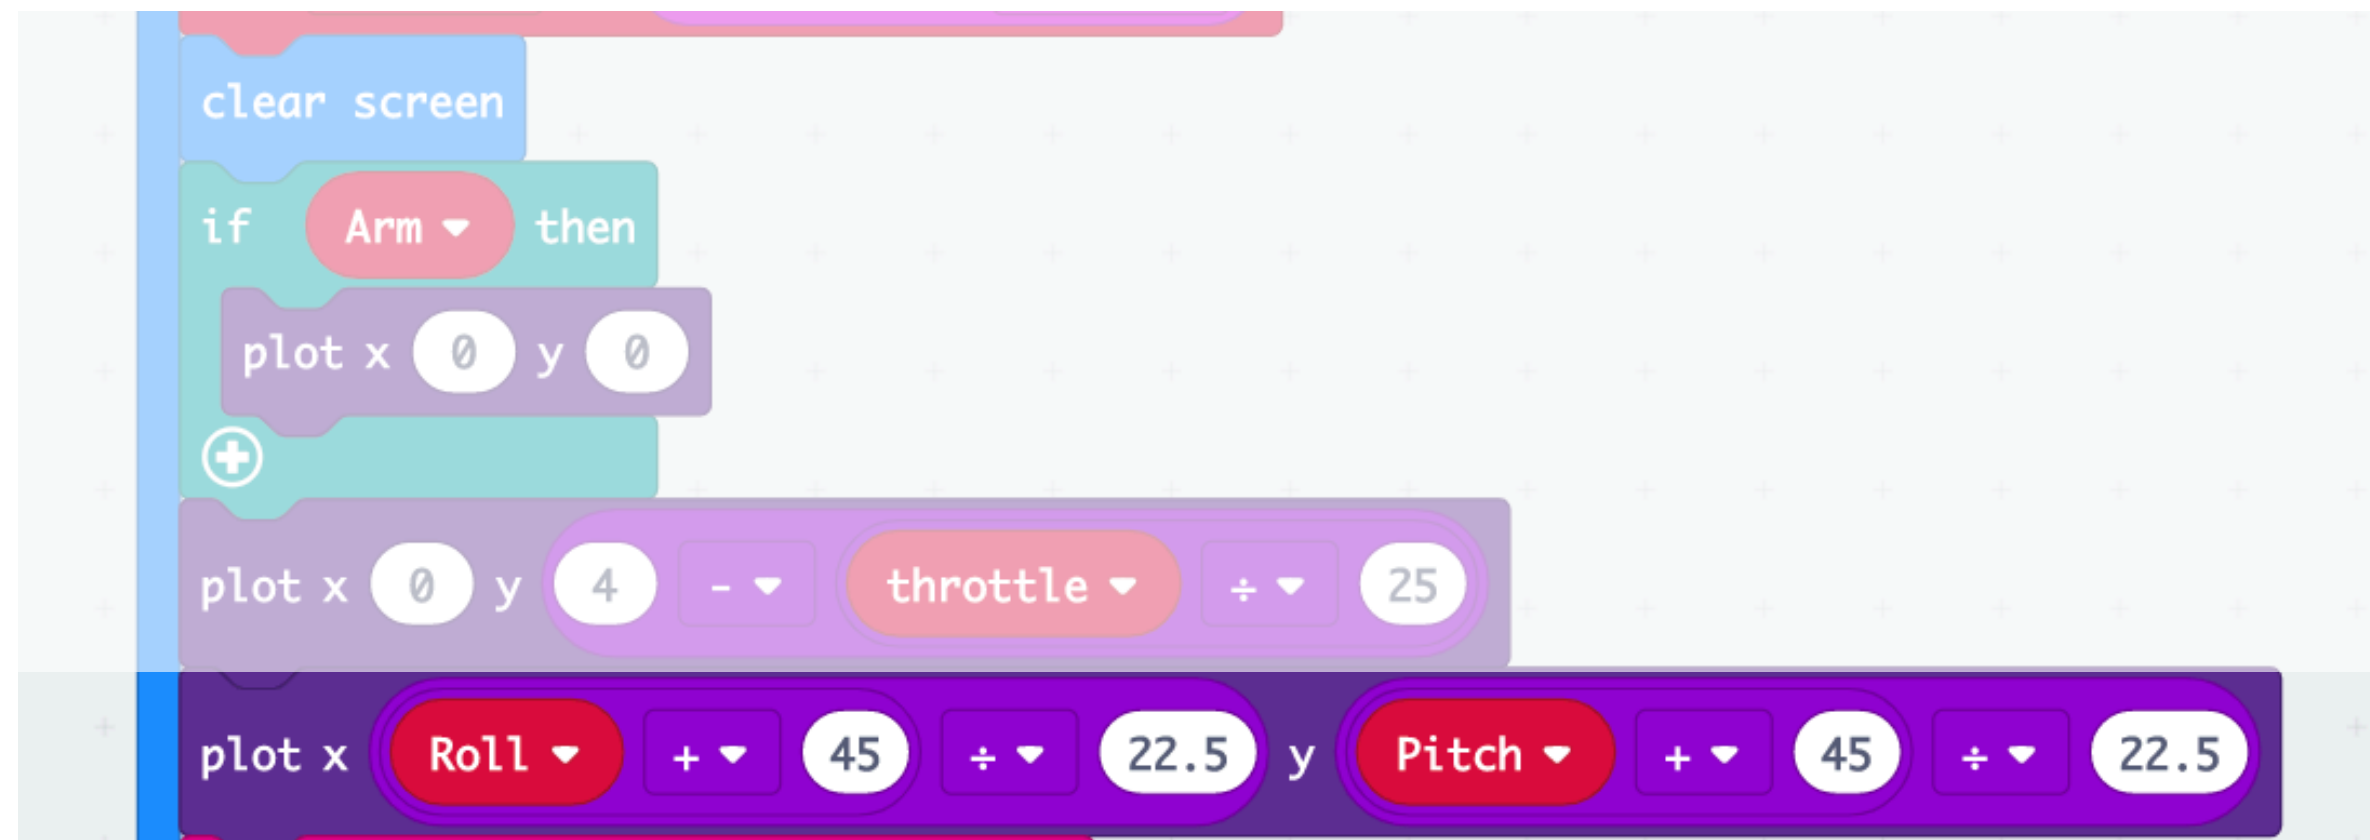 clear screen
if Arm then
plot x 0 y 0
plot x 0 y 4 - throttle ÷ 25
plot x Roll + 45 ÷ 22.5 y Pitch + 45 ÷ 22.5